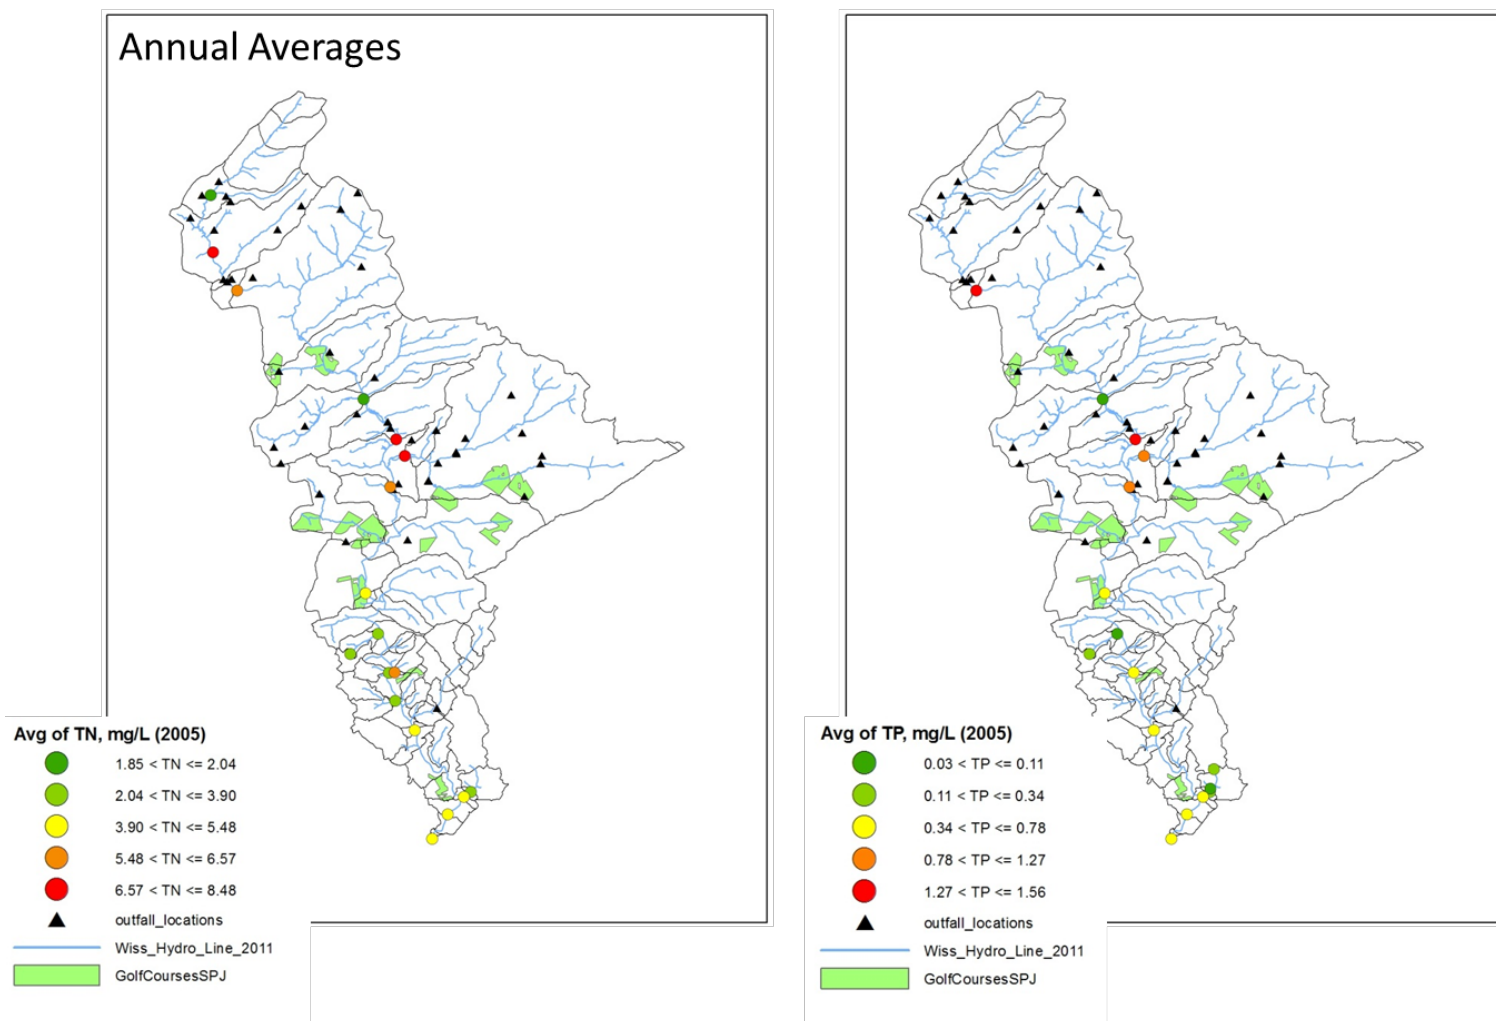 Annual Averages
Avg of TN, mg/L (2005)
1.85 < TN <= 2.04
2.04 < TN <= 3.90
3.90 < TN <= 5.48
5.48 < TN <= 6.57
6.57 < TN <= 8.48
outfall_locations
Wiss_Hydro_Line_2011
GolfCoursesSPJ
Avg of TP, mg/L (2005)
0.03 < TP <= 0.11
0.11 < TP <= 0.34
0.34 < TP <= 0.78
0.78 < TP <= 1.27
1.27 < TP <= 1.56
outfall_locations
Wiss_Hydro_Line_2011
GolfCoursesSPJ